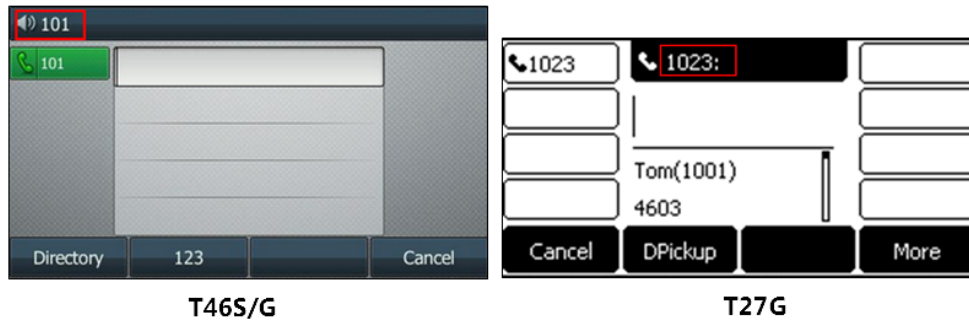 101
101
Directory 123 Cancel
T46S/G
1023 1023:
Tom(1001)
4603
Cancel DPickup More
T27G